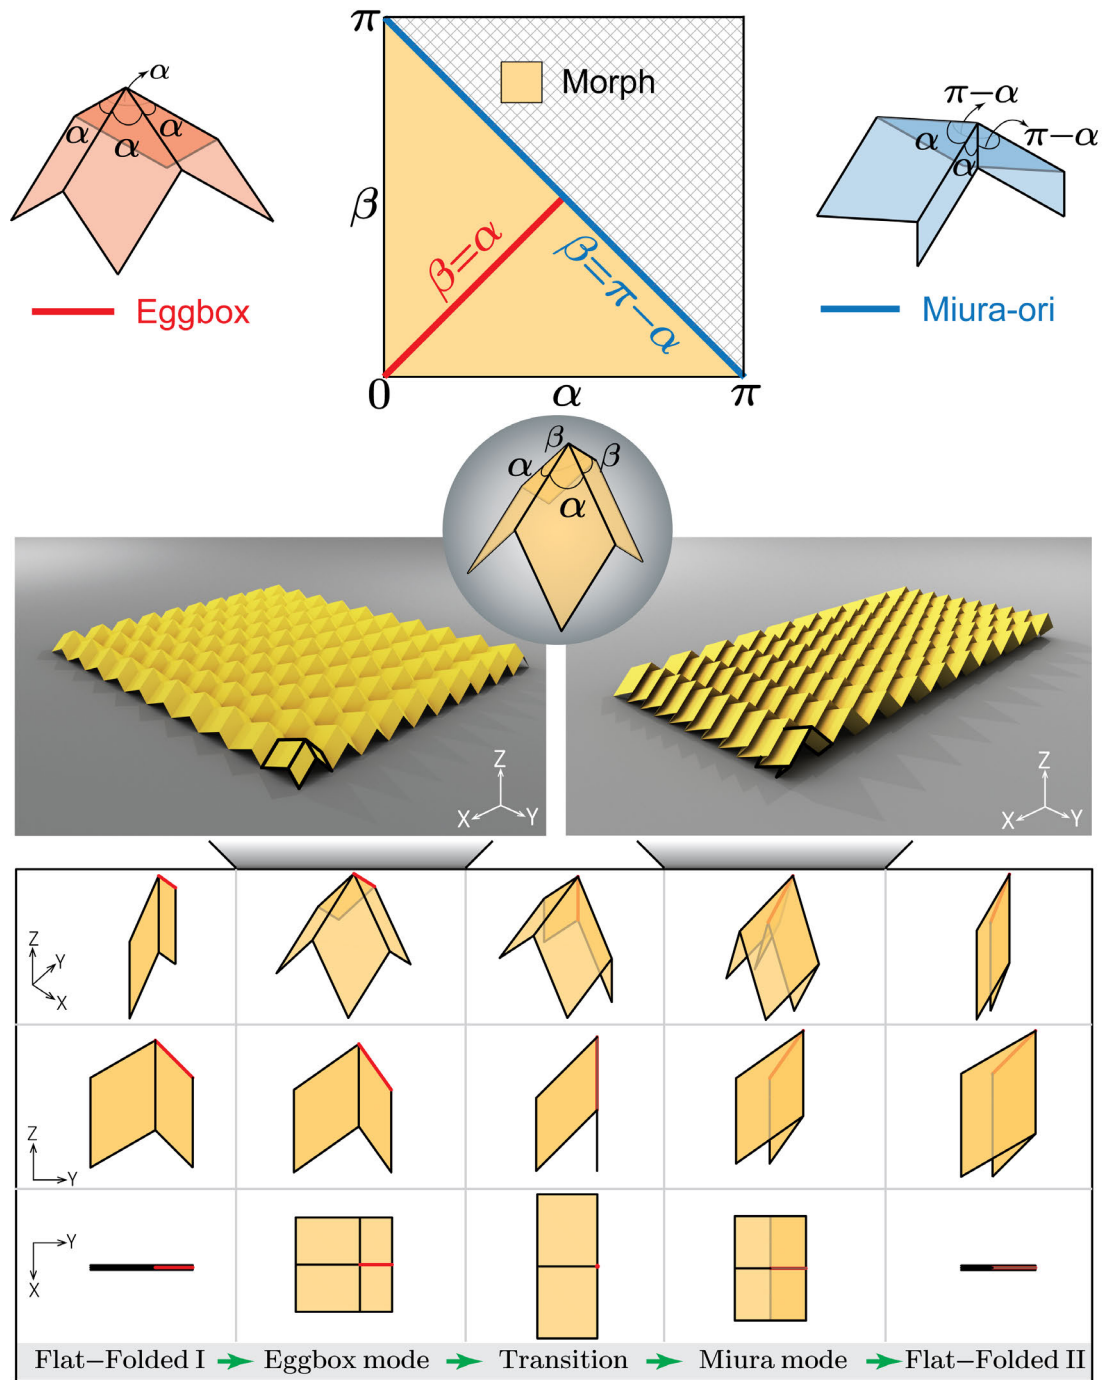 π
Morph
β
β=α
β=π−α
0
α
π
α
α
α
α
Eggbox
π−α
π−α
α
α
Miura-ori
β
β
α
α
Z
X
Y
Z
X
Y
Z
Y
X
Z
Y
Y
X
Flat−Folded I
Eggbox mode
Transition
Miura mode
Flat−Folded II